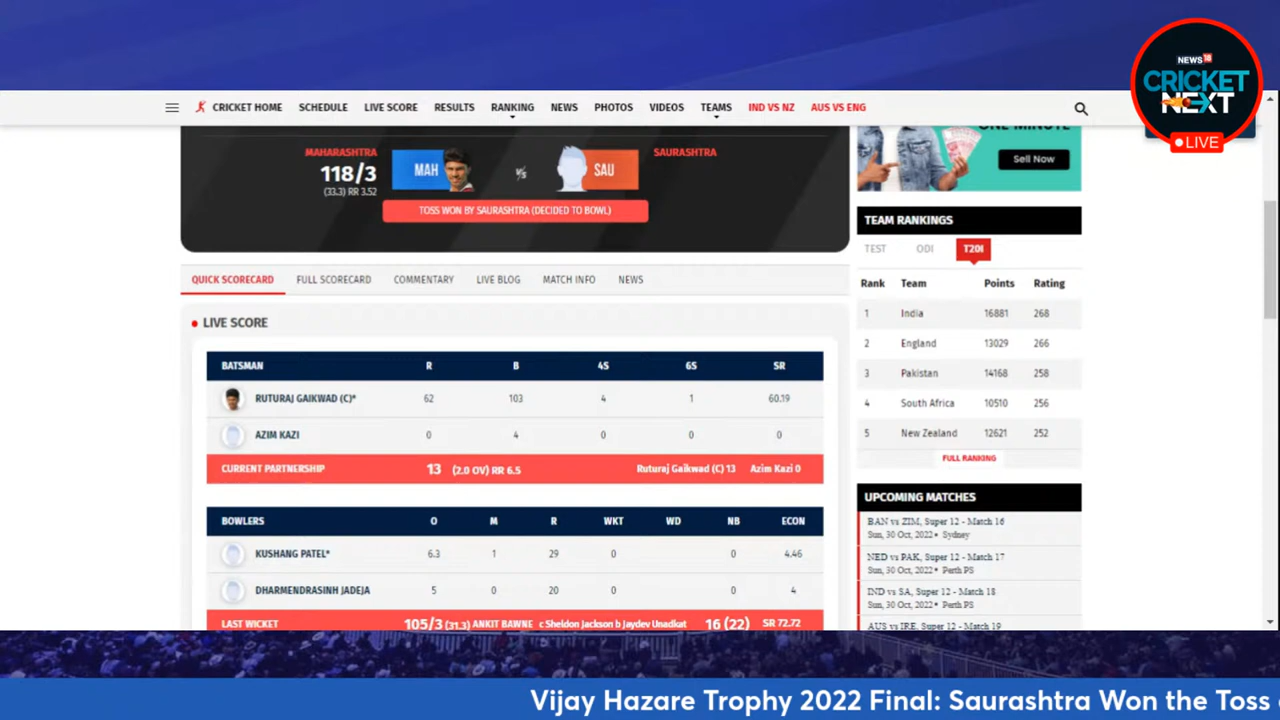 NEWS18
CRICKET
NEXT
LIVE
CRICKET HOME SCHEDULE LIVE SCORE RESULTS RANKING NEWS PHOTOS VIDEOS TEAMS IND VS NZ AUS VS ENG
MAHARASHTRA
118/3
(33.3) RR 3.52
MAH
V/S
SAU
SAURASHTRA
TOSS WON BY SAURASHTRA (DECIDED TO BOWL)
QUICK SCORECARD FULL SCORECARD COMMENTARY LIVE BLOG MATCH INFO NEWS
LIVE SCORE
BATSMAN R B 4S 6S SR
RUTURAJ GAIKWAD (C)* 62 103 4 1 60.19
AZIM KAZI 0 4 0 0 0
CURRENT PARTNERSHIP 13 (2.0 OV) RR 6.5 Ruturaj Gaikwad (C) 13 Azim Kazi 0
BOWLERS O M R WKT WD NB ECON
KUSHANG PATEL* 6.3 1 29 0 0 4.46
DHARMENDRASINH JADEJA 5 0 20 0 0 4
LAST WICKET 105/3 (31.3) ANKIT BAWNE c Sheldon Jackson b Jaydev Unadkat 16 (22) SR 72.72
ONE MINUTE
Sell Now
TEAM RANKINGS
TEST ODI T20I
Rank Team Points Rating
1 India 16881 268
2 England 13029 266
3 Pakistan 14168 258
4 South Africa 10510 256
5 New Zealand 12621 252
FULL RANKING
UPCOMING MATCHES
BAN vs ZIM, Super 12 - Match 16
Sun, 30 Oct, 2022• Sydney
NED vs PAK, Super 12 - Match 17
Sun, 30 Oct, 2022• Perth PS
IND vs SA, Super 12 - Match 18
Sun, 30 Oct, 2022• Perth PS
AUS vs IRE, Super 12 - Match 19
Vijay Hazare Trophy 2022 Final: Saurashtra Won the Toss